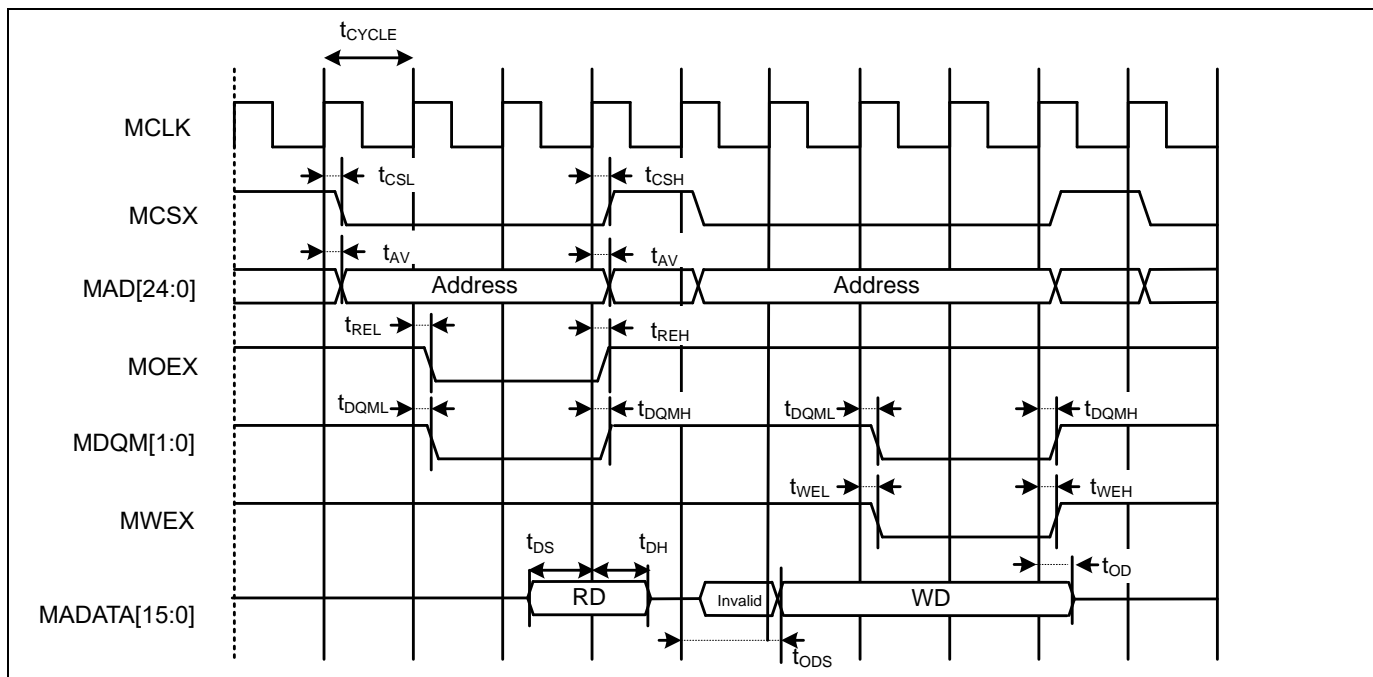 tCYCLE
MCLK
tCSL tCSH
MCSX
tAV tAV
MAD[24:0] Address Address
tREL tREH
MOEX
tDQML tDQMH tDQML tDQMH
MDQM[1:0]
tWEL tWEH
MWEX
tDS tDH
tOD
MADATA[15:0] RD Invalid WD
tODS